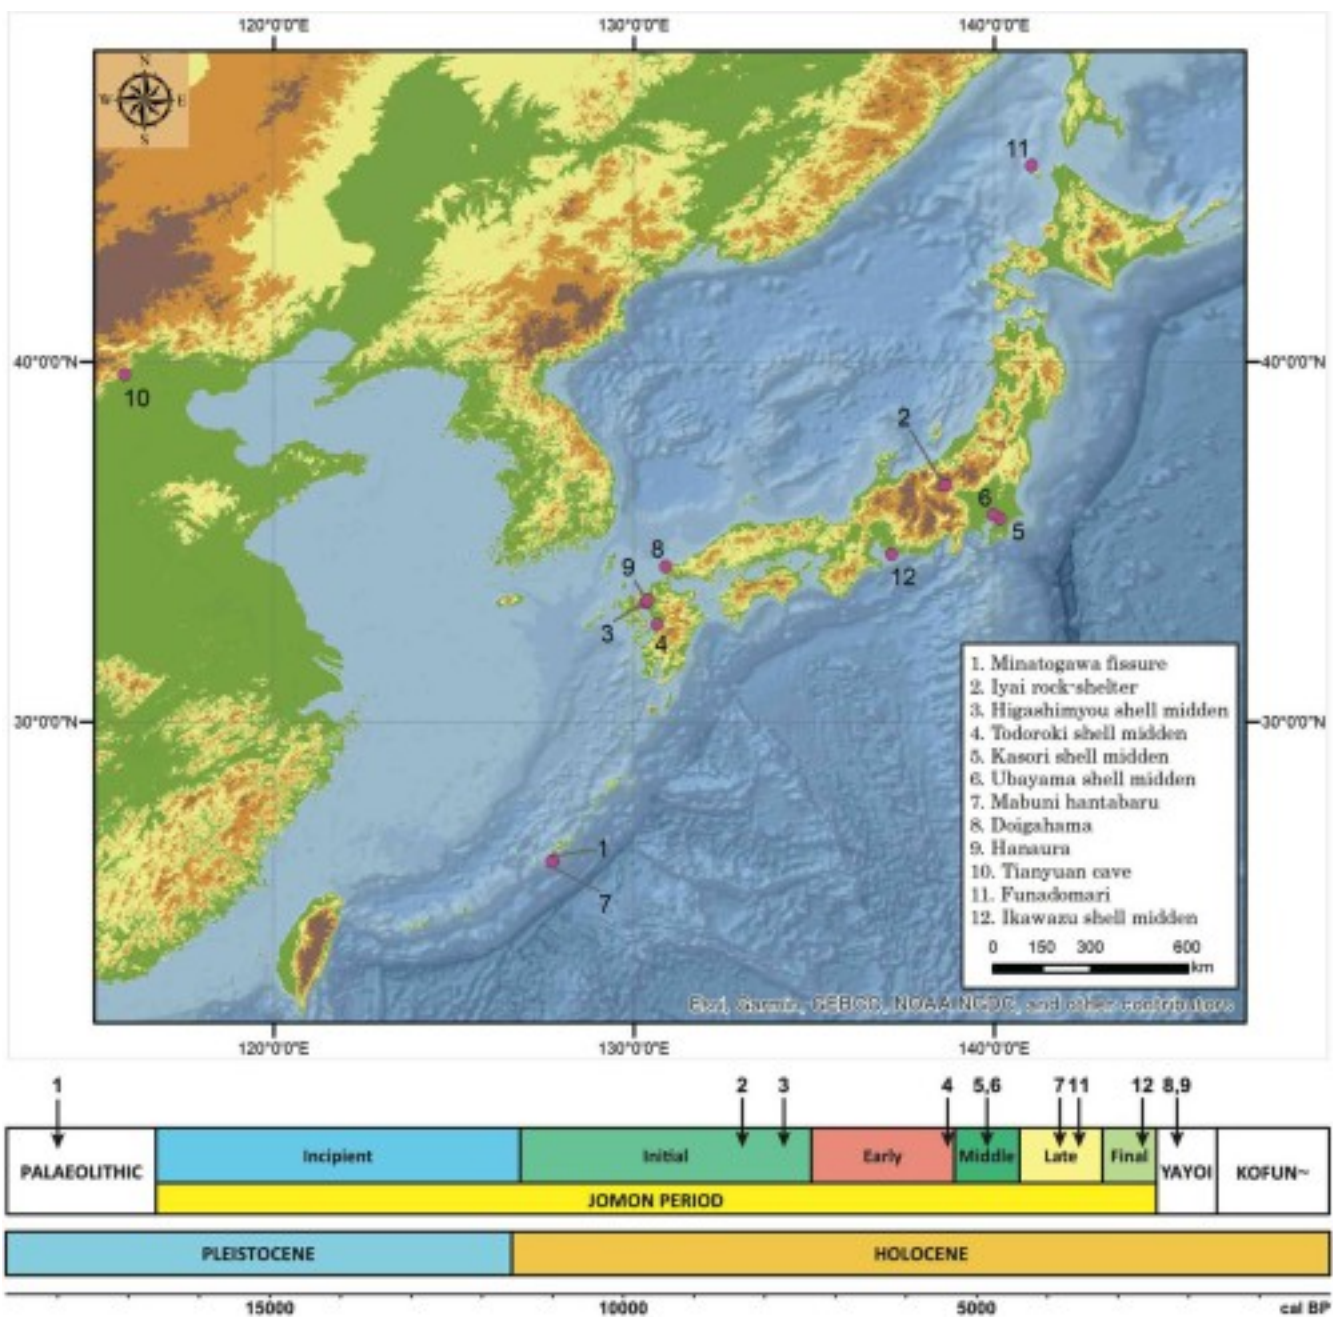 120°0'0"E 130°0'0"E 140°0'0"E
N
W E
S
11
40°0'0"N 40°0'0"N
10
2
6
5
8
9
12
3
4
1. Minatogawa fissure
2. Iyai rock-shelter
3. Higashimyou shell midden
30°0'0"N 30°0'0"N
4. Todoroki shell midden
5. Kasori shell midden
6. Ubayama shell midden
7. Mabuni hantabaru
8. Doigahama
9. Hanaura
10. Tianyuan cave
11. Funadomari
12. Ikawazu shell midden
1
7
0 150 300 600
km
Esri, Garmin, GEBCO, NOAA NGDC, and other contributors
120°0'0"E 130°0'0"E 140°0'0"E
1 2 3 4 5,6 7 11 12 8,9
PALAEOLITHIC Incipient Initial Early Middle Late Final YAYOI KOFUN~
JOMON PERIOD
PLEISTOCENE HOLOCENE
15000 10000 5000 cal BP